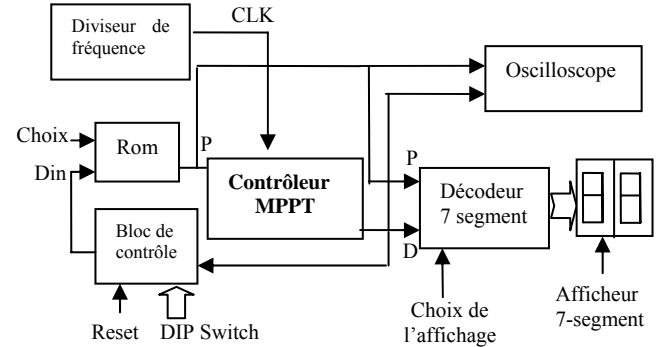 Diviseur de
fréquence
CLK
Oscilloscope
Choix
Rom
P
Din
Contrôleur
MPPT
P
Décodeur
7 segment
D
Bloc de
contrôle
Reset
DIP Switch
Choix de
l'affichage
Afficheur
7-segment